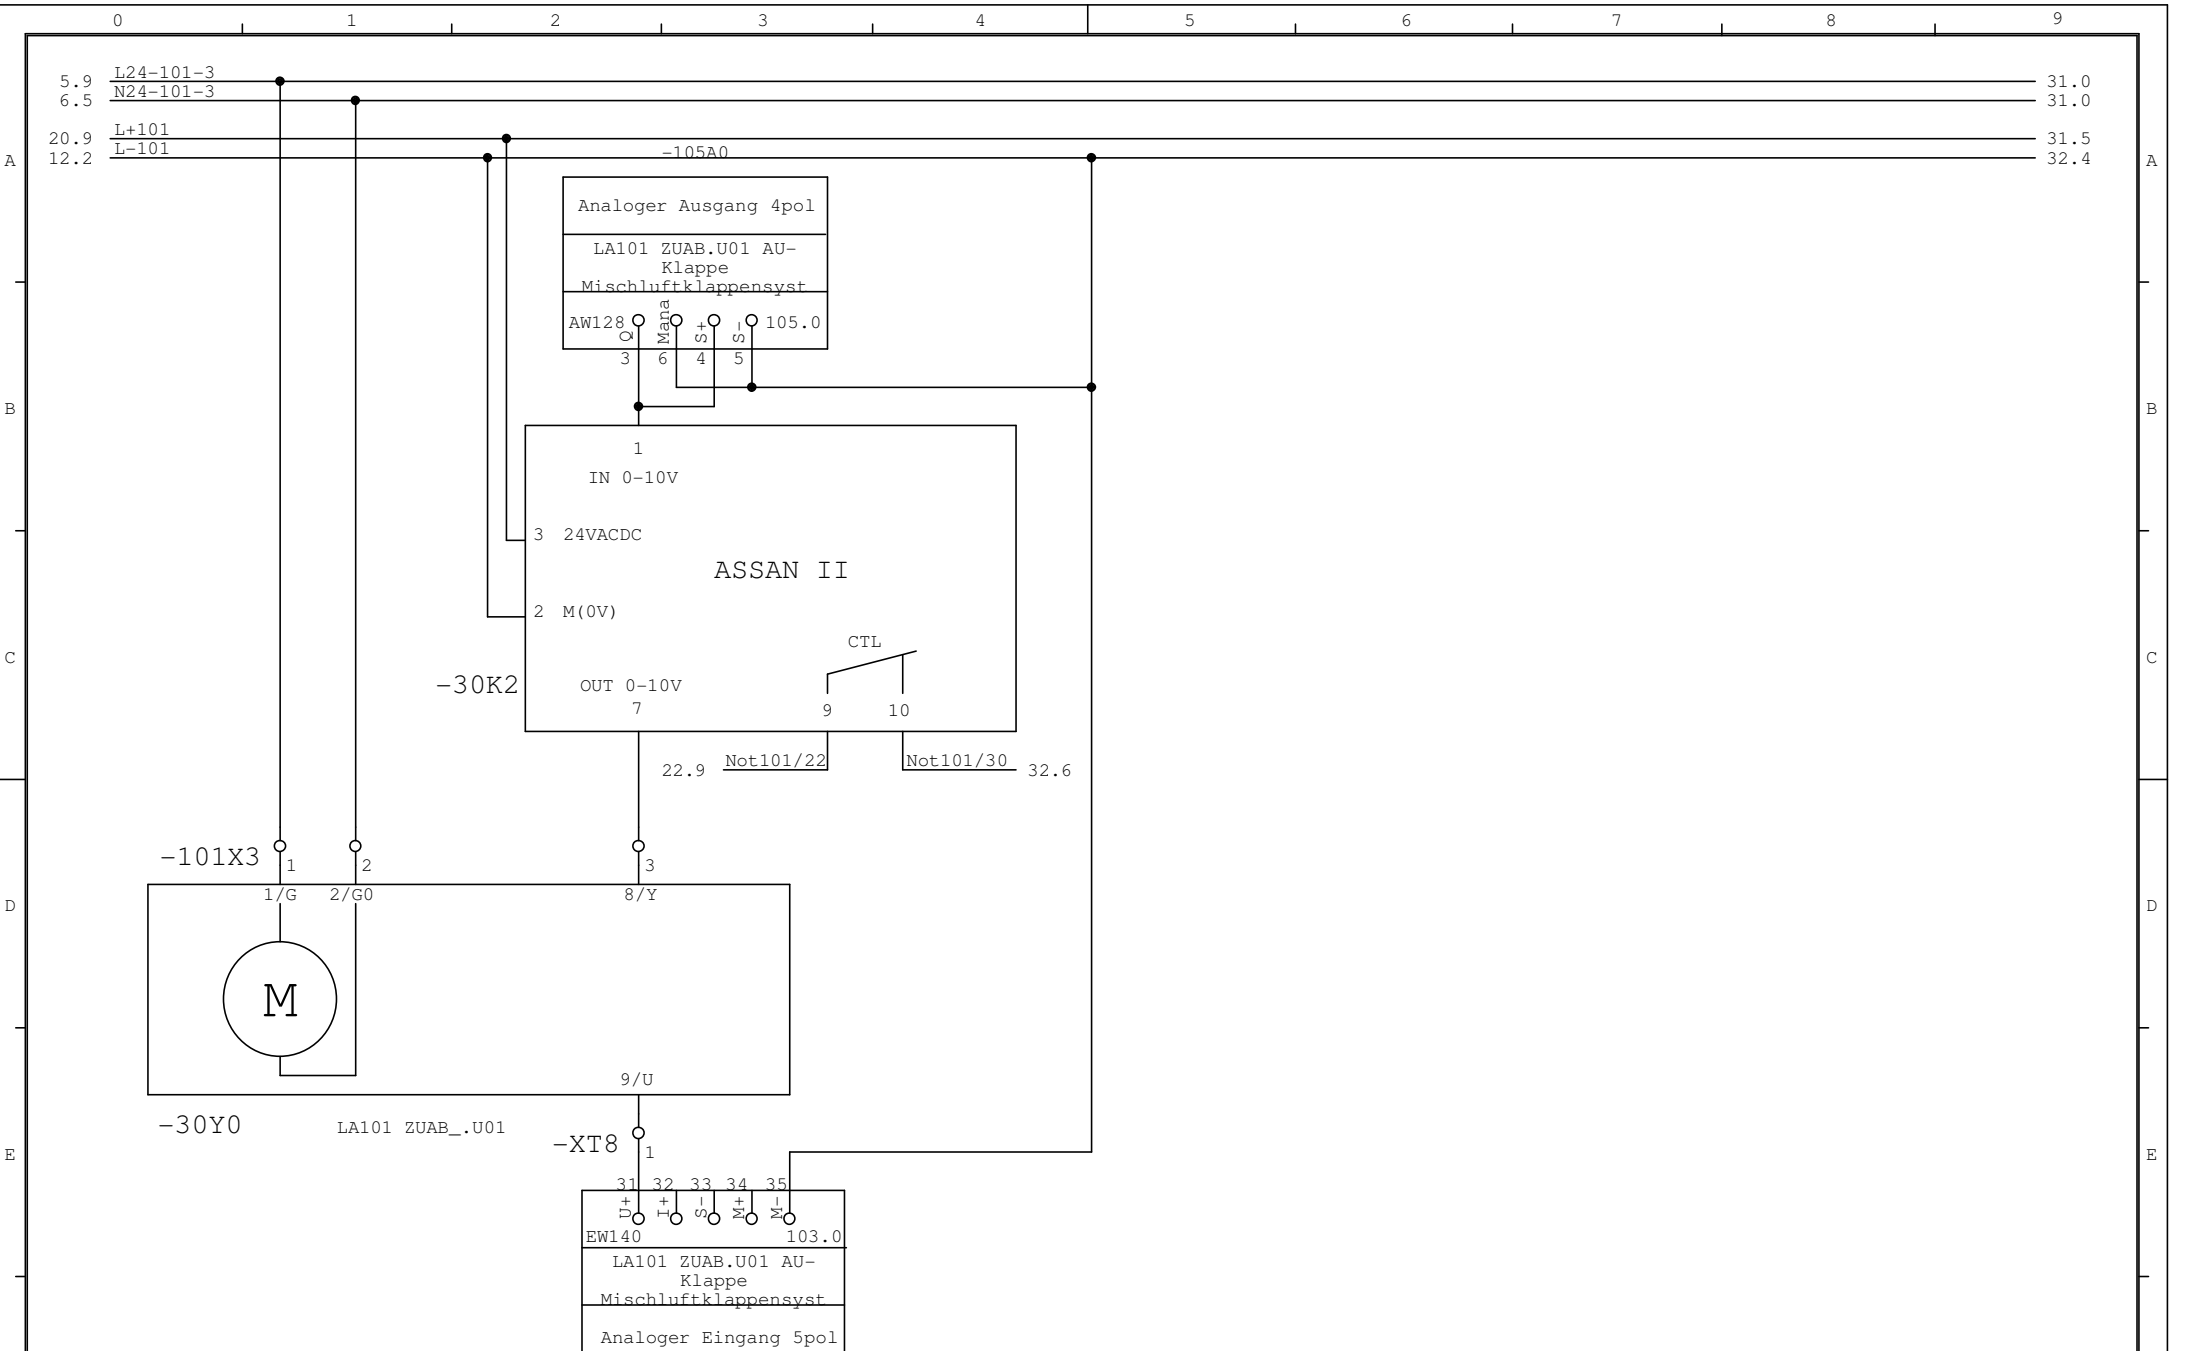 0 1 2 3 4 5 6 7 8 9
5.9 L24-101-3 31.0
6.5 N24-101-3 31.0
20.9 L+101 31.5
A 12.2 L-101 -105A0 32.4 A
Analoger Ausgang 4pol
LA101 ZUAB.U01 AU-
Klappe
Mischluftklappensyst
AW128 Q Mana S+ S- 105.0
3 6 4 5
B B
1
IN 0-10V
3 24VACDC
ASSAN II
2 M(0V)
CTL
C C
-30K2 OUT 0-10V
7 9 10
22.9 Not101/22 Not101/30 32.6
-101X3 1 2 3
1/G 2/G0 8/Y
D D
M
9/U
-30Y0 LA101 ZUAB_.U01
-XT8 1
E E
31 32 33 34 35
U+ I+ S- M+ M-
EW140 103.0
LA101 ZUAB.U01 AU-
Klappe
Mischluftklappensyst
Analoger Eingang 5pol